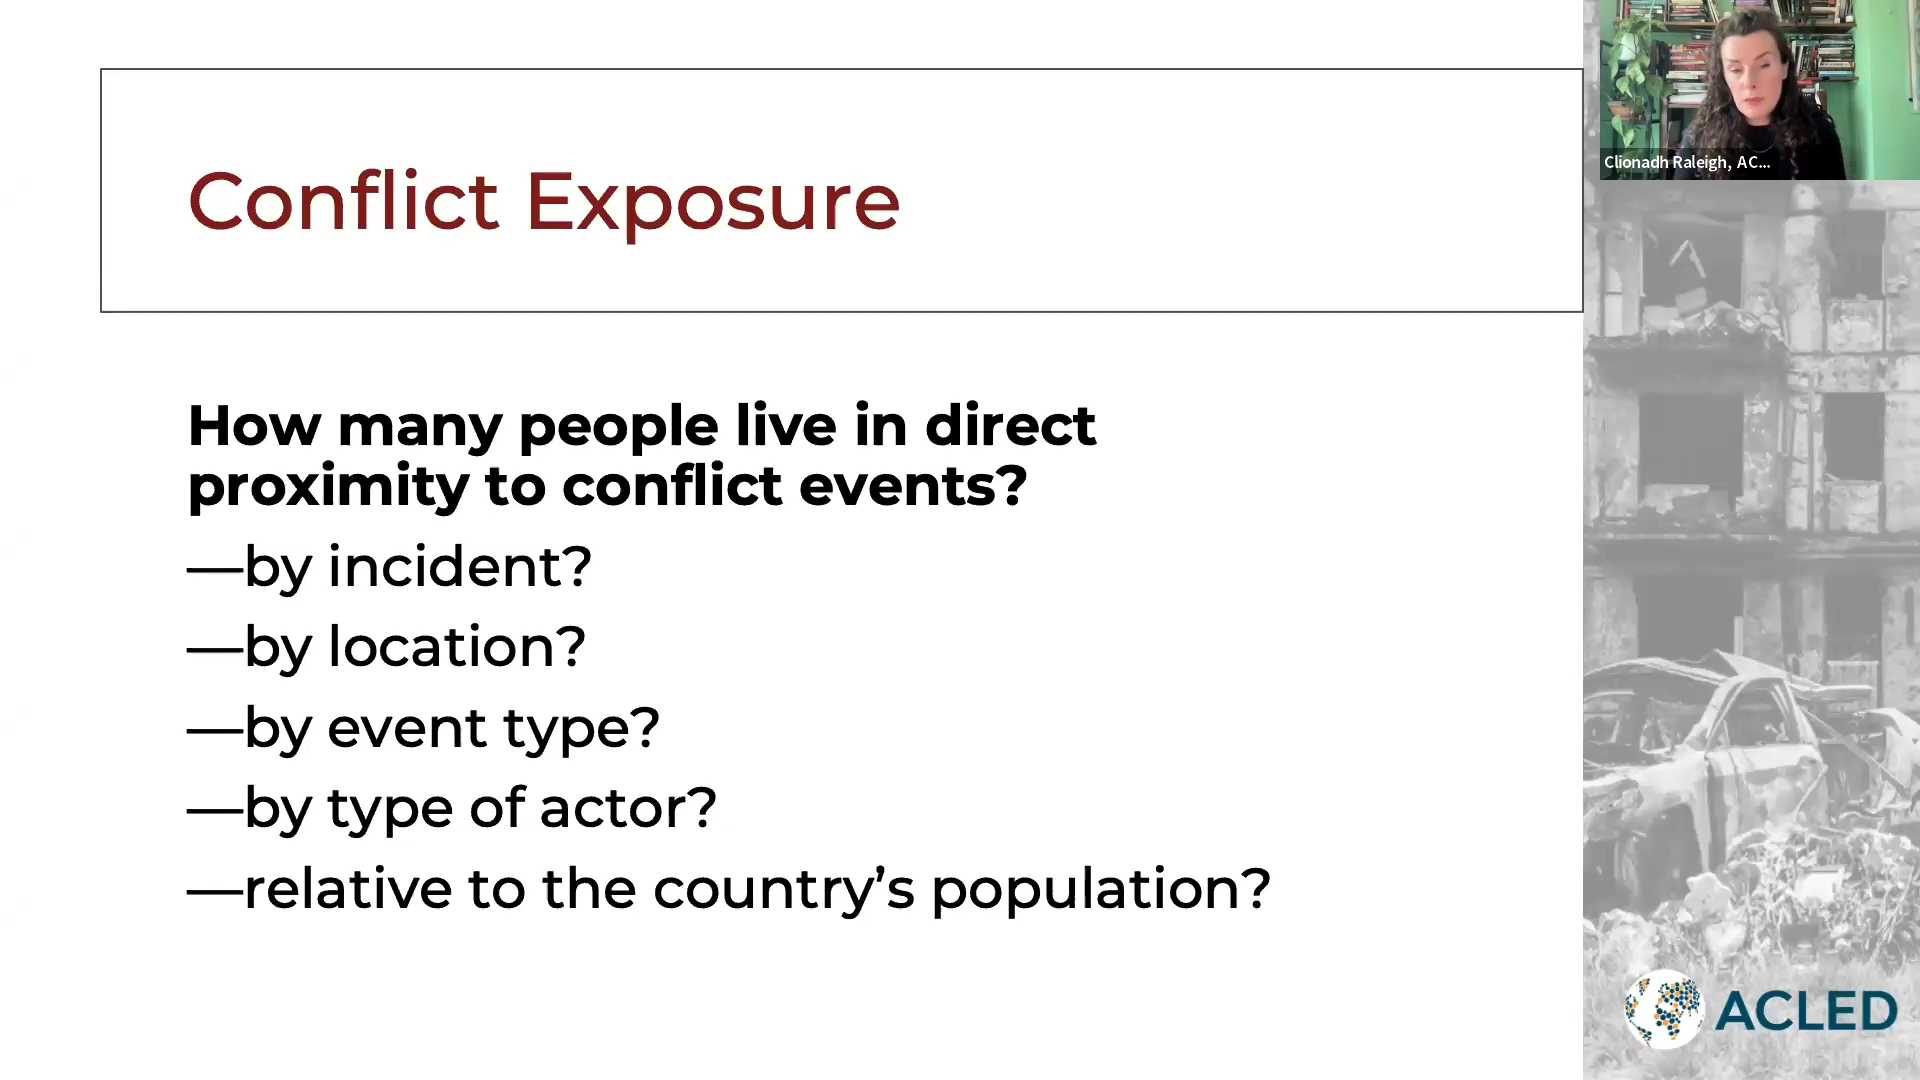 Conflict Exposure
How many people live in direct
proximity to conflict events?
—by incident?
—by location?
—by event type?
—by type of actor?
—relative to the country’s population?
Clionadh Raleigh, AC...
ACLED